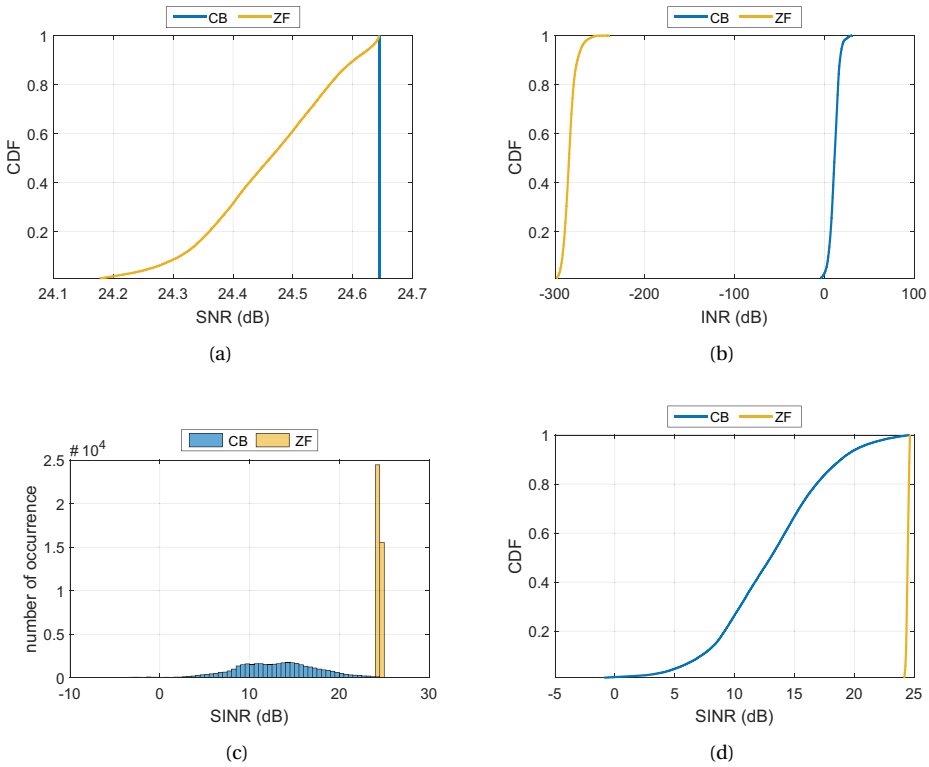 CB ZF
1
0.8
0.6
0.4
0.2
CDF
24.1 24.2 24.3 24.4 24.5 24.6 24.7
SNR (dB)
(a)
CB ZF
1
0.8
0.6
0.4
0.2
CDF
-300 -200 -100 0 100
INR (dB)
(b)
CB ZF
# 10^4
2.5
2
1.5
1
0.5
0
number of occurrence
-10 0 10 20 30
SINR (dB)
(c)
CB ZF
1
0.8
0.6
0.4
0.2
CDF
-5 0 5 10 15 20 25
SINR (dB)
(d)